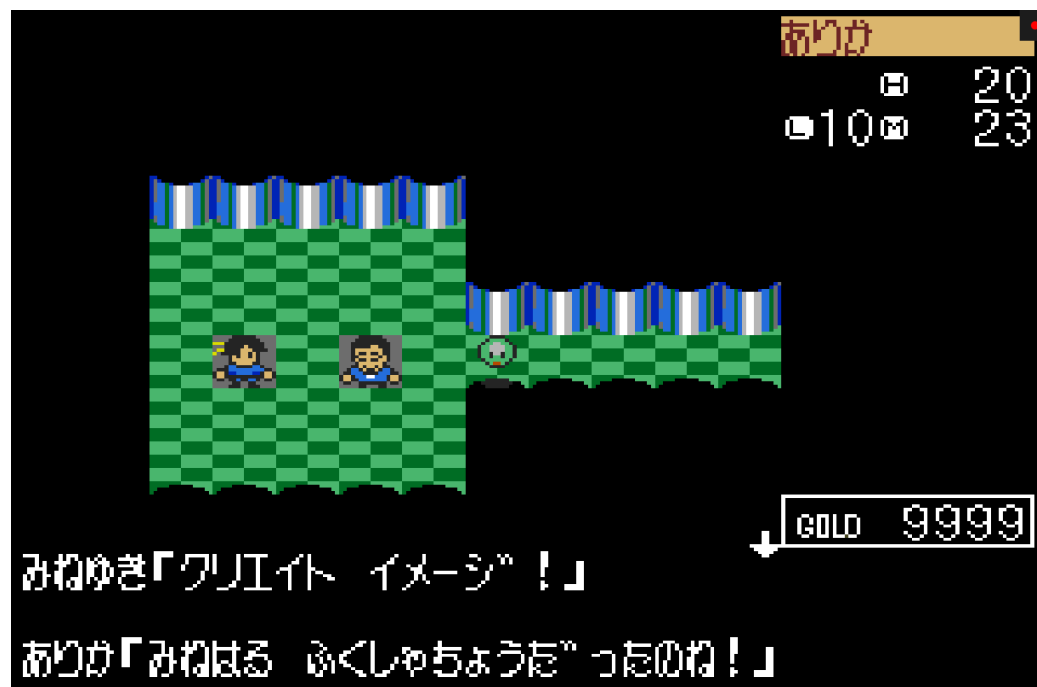 ありか
H 20
L10M 23
GOLD 9999
みねゆき「クリエイト イメージ!」
ありか「みねはる ふくしゃちょうだったのね!」